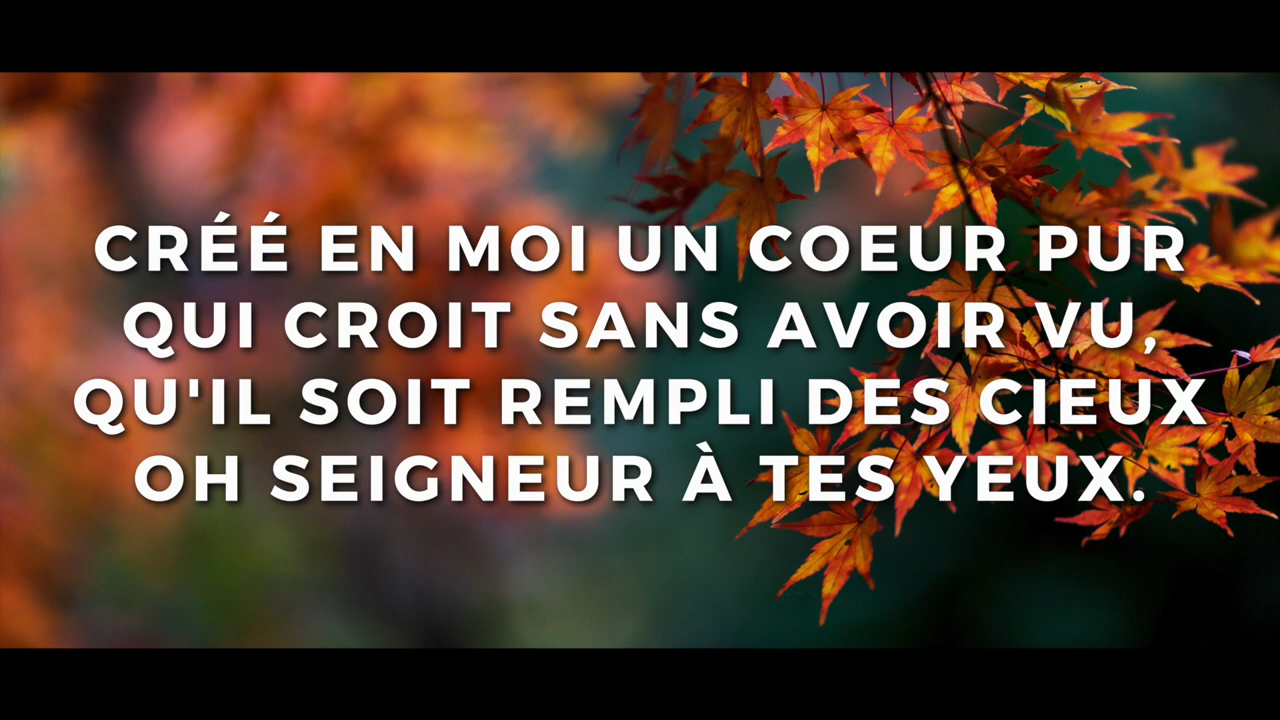 CRÉÉ EN MOI UN COEUR PUR
QUI CROIT SANS AVOIR VU,
QU'IL SOIT REMPLI DES CIEUX
OH SEIGNEUR À TES YEUX.